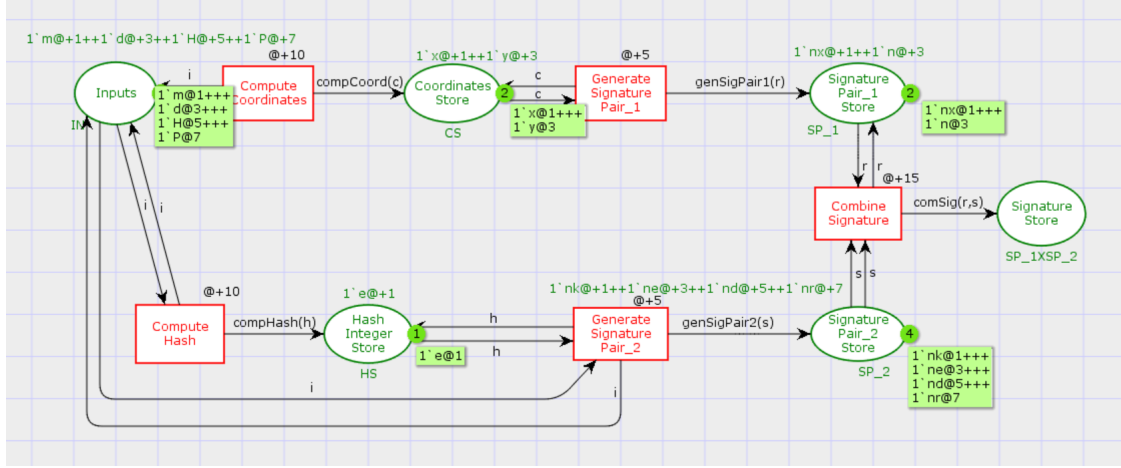 1`m@+1++1`d@+3++1`H@+5++1`P@+7
@+10
i
Inputs
IN
1`m@1+++
1`d@3+++
1`H@5+++
1`P@7
Compute
Coordinates
compCoord(c)
1`x@+1++1`y@+3
Coordinates
Store
2
CS
c
c
1`x@1+++
1`y@3
@+5
Generate
Signature
Pair_1
genSigPair1(r)
1`nx@+1++1`n@+3
Signature
Pair_1
Store
2
1`nx@1+++
1`n@3
SP_1
r
r
@+15
Combine
Signature
comSig(r,s)
Signature
Store
SP_1XSP_2
i
i
s
s
@+10
Compute
Hash
compHash(h)
1`e@+1
Hash
Integer
Store
1
1`e@1
HS
h
h
1`nk@+1++1`ne@+3++1`nd@+5++1`nr@+7
@+5
Generate
Signature
Pair_2
genSigPair2(s)
Signature
Pair_2
Store
4
SP_2
1`nk@1+++
1`ne@3+++
1`nd@5+++
1`nr@7
i
i